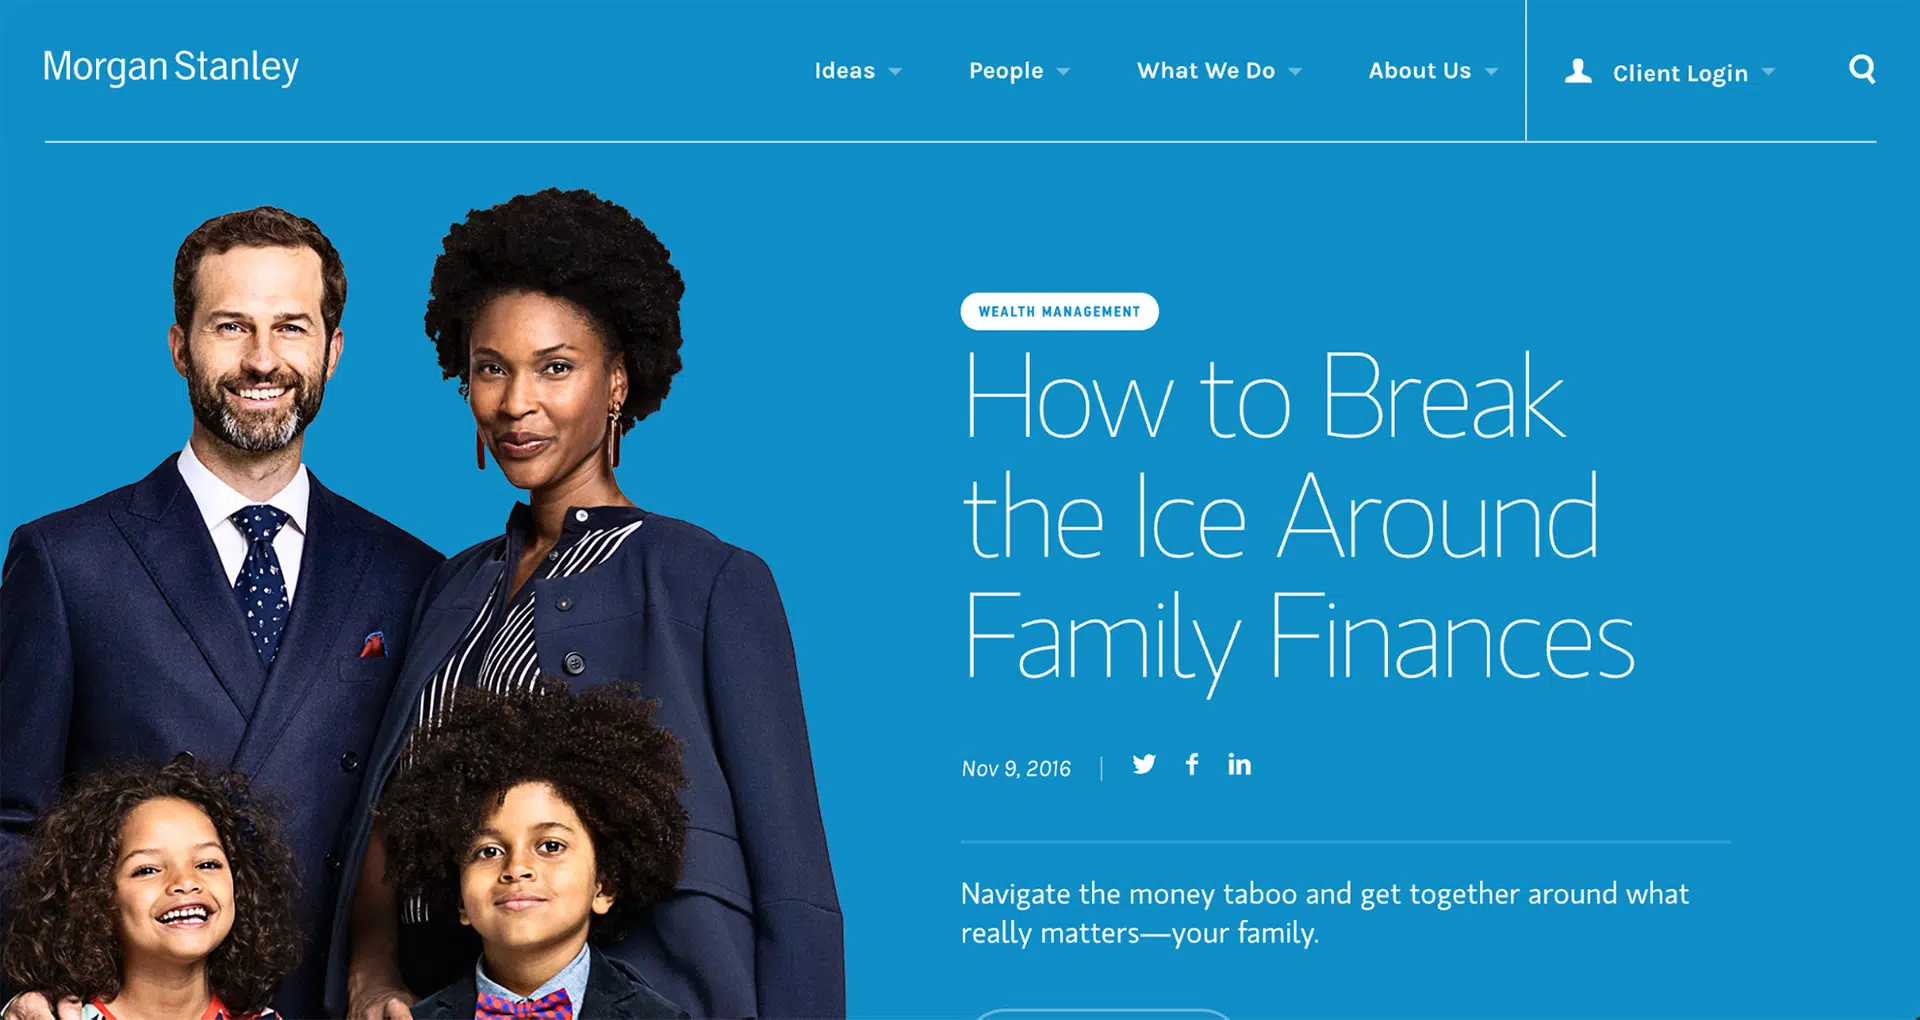 Morgan Stanley
Ideas
People
What We Do
About Us
Client Login
WEALTH MANAGEMENT
How to Break
the Ice Around
Family Finances
Nov 9, 2016
Navigate the money taboo and get together around what
really matters—your family.